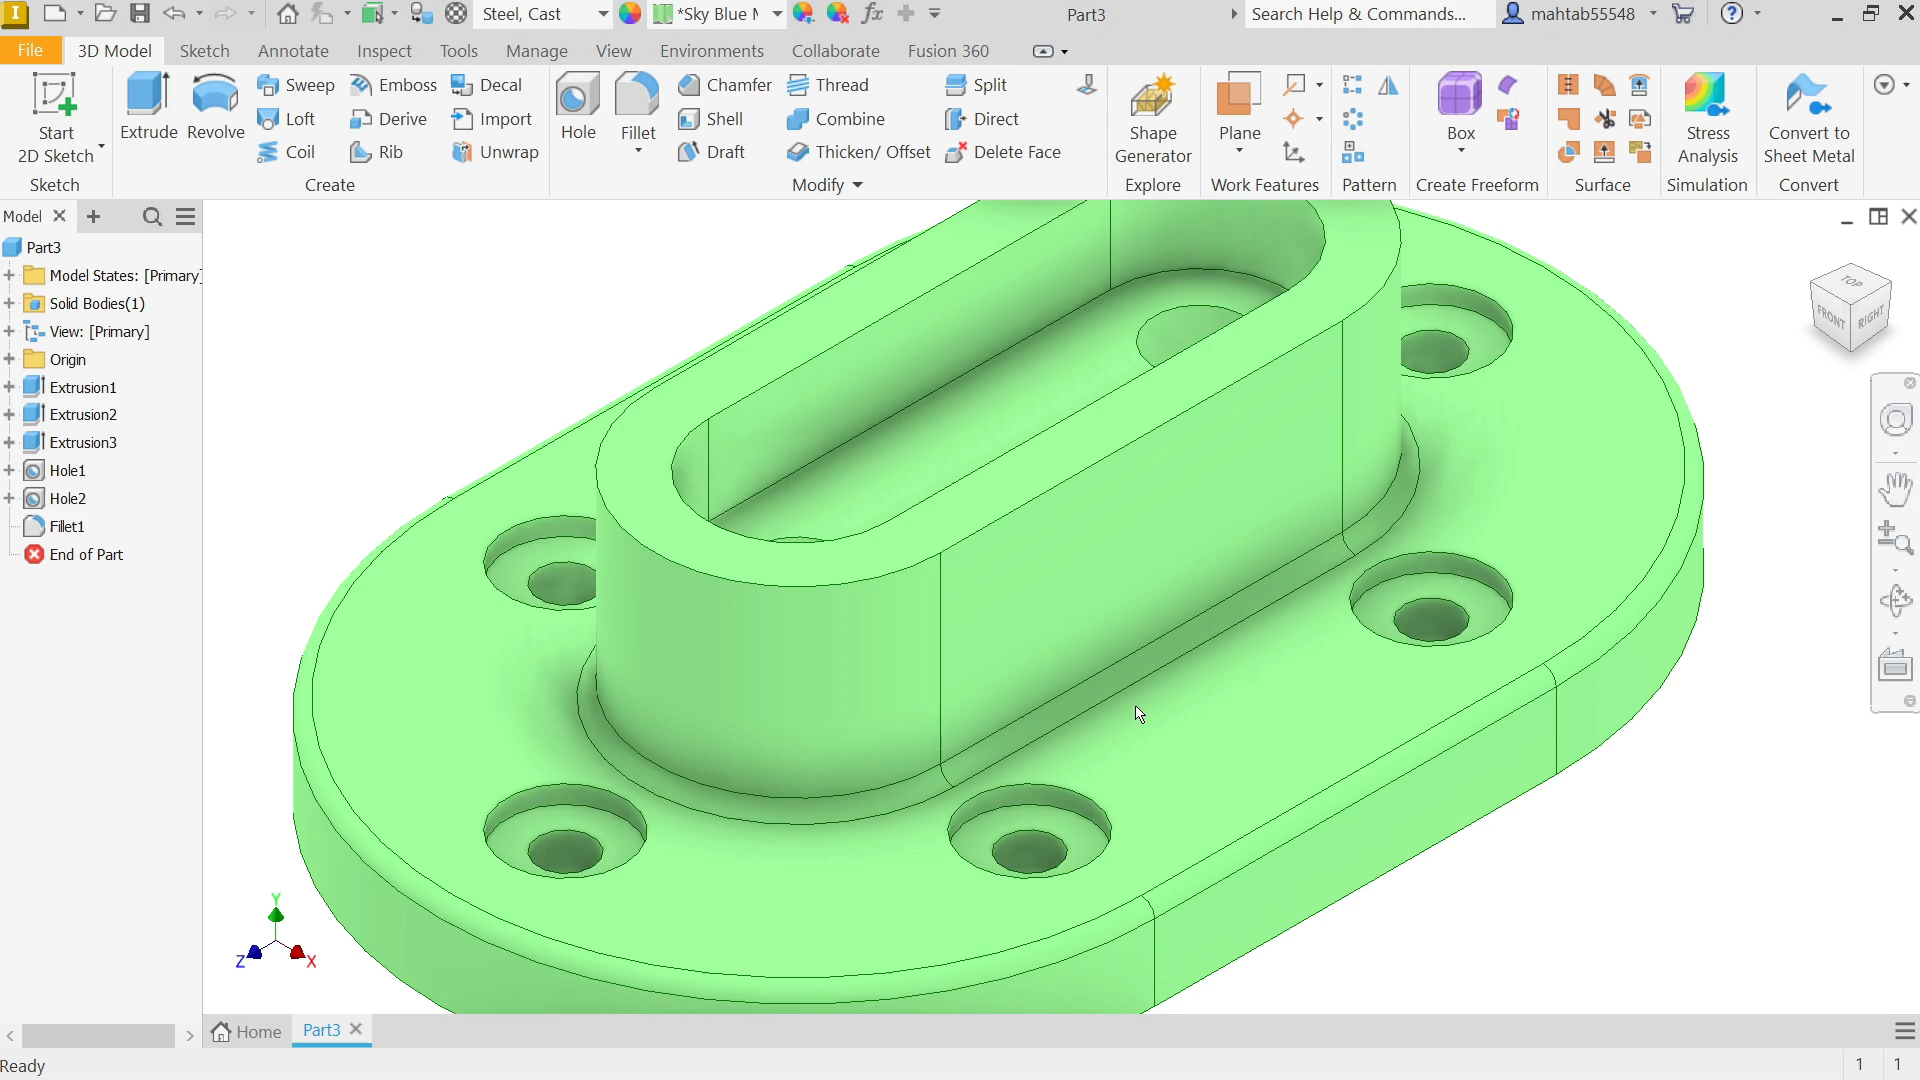 Steel, Cast
*Sky Blue M
Part3
Search Help & Commands...
mahtab55548
File
3D Model
Sketch
Annotate
Inspect
Tools
Manage
View
Environments
Collaborate
Fusion 360
Start
2D Sketch
Sketch
Extrude
Revolve
Sweep
Emboss
Decal
Loft
Derive
Import
Coil
Rib
Unwrap
Create
Hole
Fillet
Chamfer
Thread
Split
Shell
Combine
Direct
Draft
Thicken/ Offset
Delete Face
Modify
Shape
Generator
Explore
Plane
Work Features
Pattern
Box
Create Freeform
Surface
Stress
Analysis
Simulation
Convert to
Sheet Metal
Convert
Model
Part3
Model States: [Primary]
Solid Bodies(1)
View: [Primary]
Origin
Extrusion1
Extrusion2
Extrusion3
Hole1
Hole2
Fillet1
End of Part
TOP
FRONT
RIGHT
Y
Z
X
Home
Part3
Ready
1
1